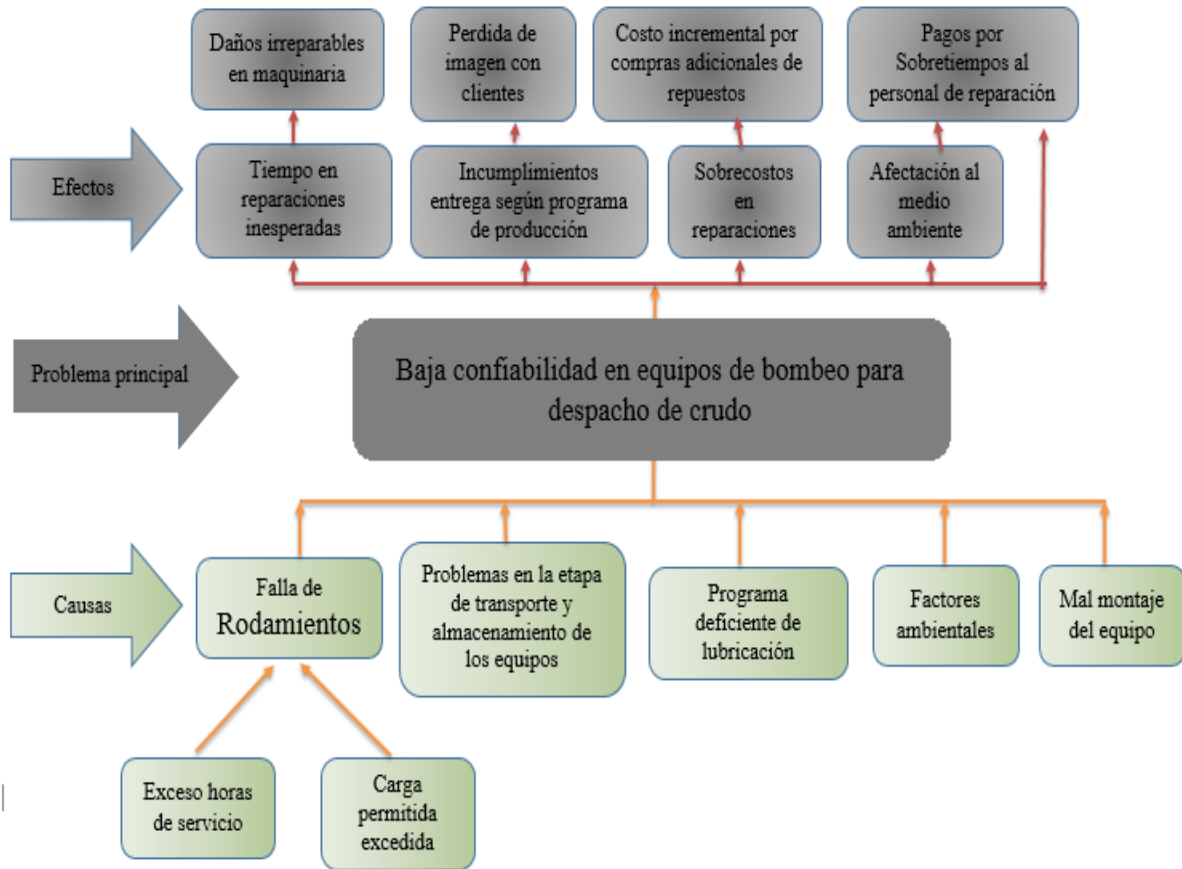 Daños irreparables
en maquinaria
Perdida de
imagen con
clientes
Costo incremental por
compras adicionales de
repuestos
Pagos por
Sobretiempos al
personal de reparación
Efectos
Tiempo en
reparaciones
inesperadas
Incumplimientos
entrega según programa
de producción
Sobrecostos
en
reparaciones
Afectación al
medio
ambiente
Problema principal
Baja confiabilidad en equipos de bombeo para
despacho de crudo
Causas
Falla de
Rodamientos
Problemas en la etapa
de transporte y
almacenamiento de
los equipos
Programa
deficiente de
lubricación
Factores
ambientales
Mal montaje
del equipo
Exceso horas
de servicio
Carga
permitida
excedida